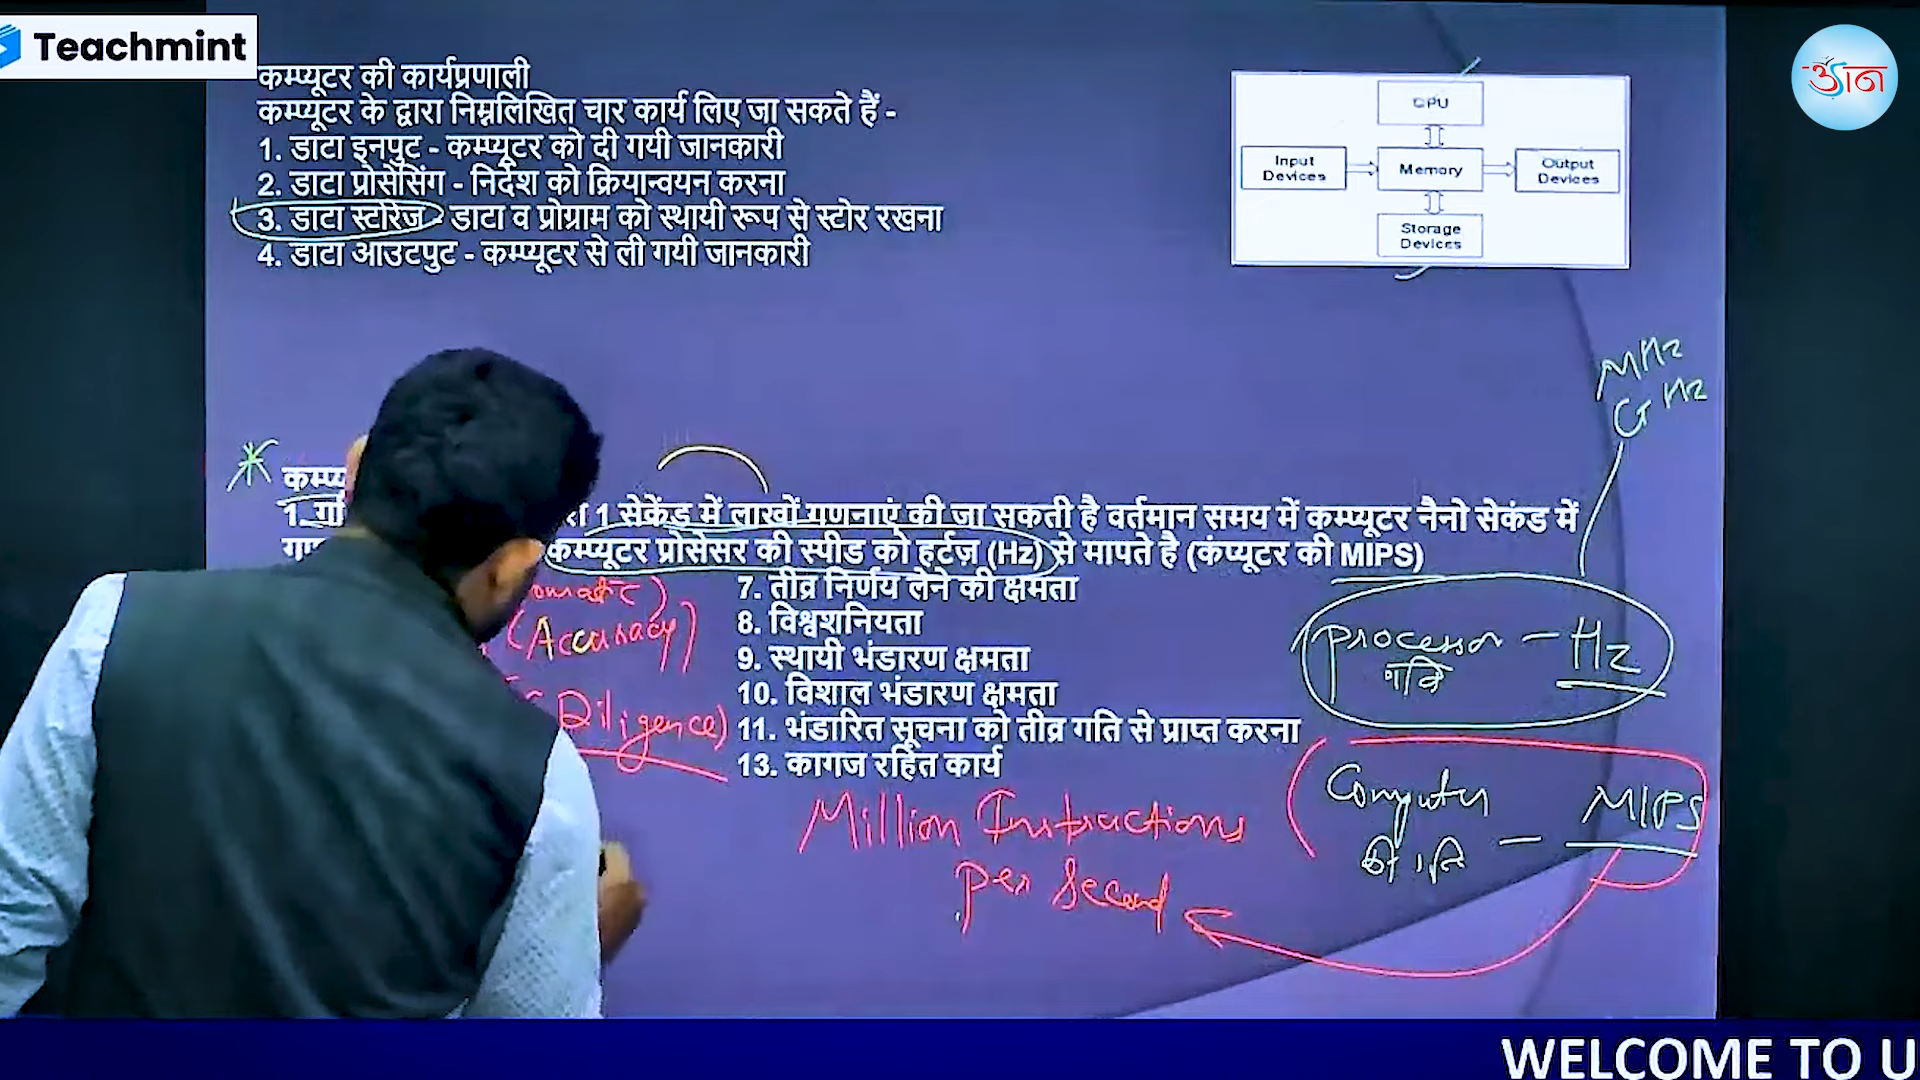 Teachmint
उड़ान
कम्प्यूटर की कार्यप्रणाली
कम्प्यूटर के द्वारा निम्नलिखित चार कार्य लिए जा सकते हैं -
1. डाटा इनपुट - कम्प्यूटर को दी गयी जानकारी
2. डाटा प्रोसेसिंग - निर्देश को क्रियान्वयन करना
3. डाटा स्टोरेज - डाटा व प्रोग्राम को स्थायी रूप से स्टोर रखना
4. डाटा आउटपुट - कम्प्यूटर से ली गयी जानकारी
CPU
Input Devices
Memory
Output Devices
Storage Devices
MHz
GHz
1 सेकेंड में लाखों गणनाएं की जा सकती है वर्तमान समय में कम्प्यूटर नैनो सेकंड में
कम्प्यूटर प्रोसेसर की स्पीड को हर्टज़ (Hz) से मापते है (कंप्यूटर की MIPS)
(Accuracy)
Diligence)
7. तीव्र निर्णय लेने की क्षमता
8. विश्वशनियता
9. स्थायी भंडारण क्षमता
10. विशाल भंडारण क्षमता
11. भंडारित सूचना को तीव्र गति से प्राप्त करना
13. कागज रहित कार्य
Processor - Hz
गति
Computer - MIPS
की गति
Million Instructions
per Second
WELCOME TO U